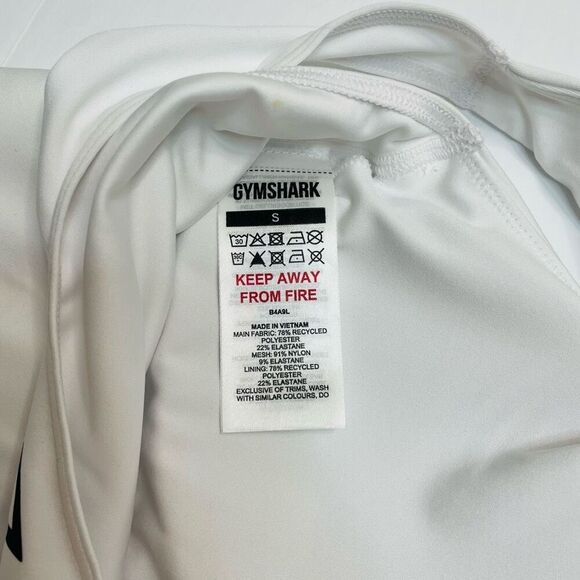 GYMSHARK
S
30
KEEP AWAY
FROM FIRE
B4A9L
MADE IN VIETNAM
MAIN FABRIC: 78% RECYCLED
POLYESTER
22% ELASTANE
MESH: 91% NYLON
9% ELASTANE
LINING: 78% RECYCLED
POLYESTER
22% ELASTANE
EXCLUSIVE OF TRIMS, WASH
WITH SIMILAR COLOURS, DO